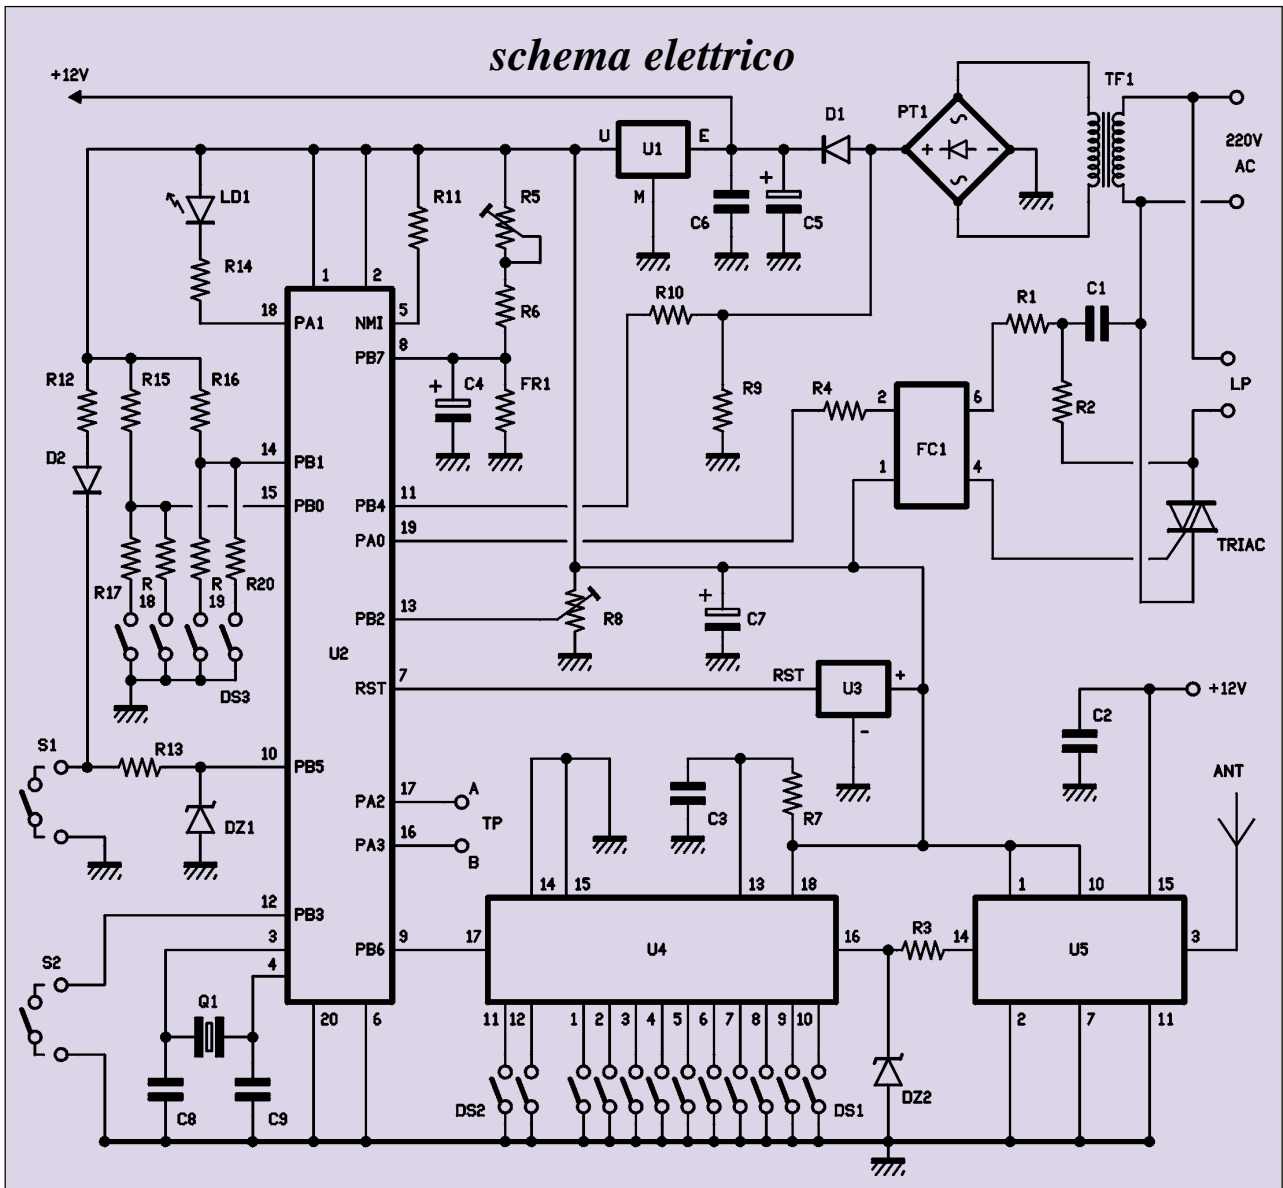 schema elettrico
+12V
TF1
PT1
D1
220V
AC
+ -
U U1 E
M
+
C6 C5
LD1
R11
R5
R14
R6
R10
R1 C1
1 2
18 PA1
NMI 5
PB7 8
R12 R15 R16
+
C4 FR1
R9
R4
2 6
FC1
1 4
R2
LP
D2
14 PB1
15 PB0
PB4 11
PA0 19
TRIAC
R17 R 18 R 19 R20
PB2 13
R8
+
C7
U2
DS3
RST 7
RST U3 +
-
+12V
C2
S1
R13
10 PB5
DZ1
PA2 17
A
TP
PA3 16
B
C3
R7
ANT
14 15 13 18
1 10 15
12 PB3
3
4
PB6 9
17 U4 16
R3
14 U5 3
S2
Q1
20 6
11 12 1 2 3 4 5 6 7 8 9 10
2 7 11
C8 C9
DS2
DS1
DZ2